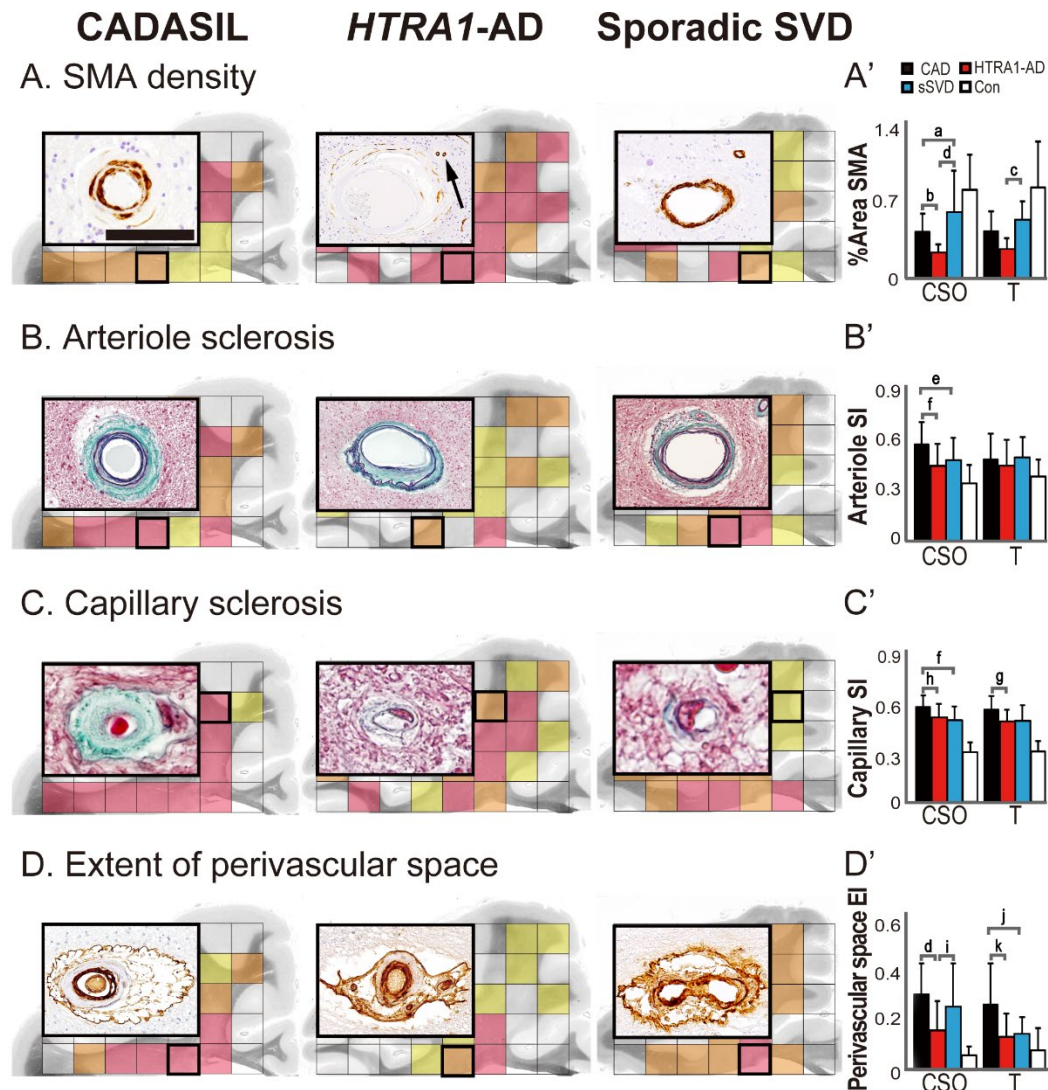 CADASIL HTRA1-AD Sporadic SVD
A. SMA density
A'
CAD HTRA1-AD
sSVD Con
%Area SMA
1.4
0.7
0
a
d
b
c
CSO T
B. Arteriole sclerosis
B'
Arteriole SI
0.9
0.6
0.3
0
e
f
CSO T
C. Capillary sclerosis
C'
Capillary SI
0.9
0.6
0.3
0
f
h
g
CSO T
D. Extent of perivascular space
D'
Perivascular space EI
0.6
0.4
0.2
0
d
i
j
k
CSO T